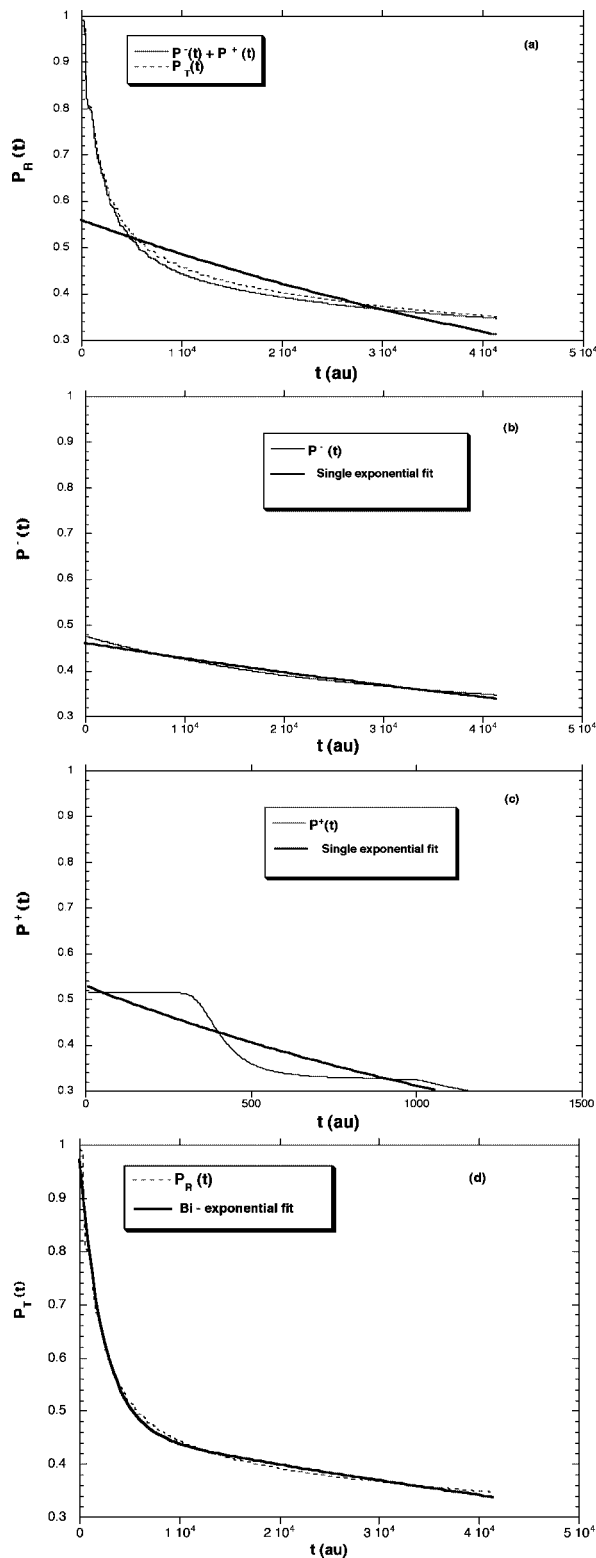 (a)
P⁻(t) + P⁺(t)
P_T(t)
P_R (t)
1
0.9
0.8
0.7
0.6
0.5
0.4
0.3
0 1 10⁴ 2 10⁴ 3 10⁴ 4 10⁴ 5 10⁴
t (au)
(b)
P⁻ (t)
Single exponential fit
P⁻(t)
1
0.9
0.8
0.7
0.6
0.5
0.4
0.3
0 1 10⁴ 2 10⁴ 3 10⁴ 4 10⁴ 5 10⁴
t (au)
(c)
P⁺(t)
Single exponential fit
P⁺(t)
1
0.9
0.8
0.7
0.6
0.5
0.4
0.3
0 500 1000 1500
t (au)
(d)
P_R (t)
Bi - exponential fit
P_T(t)
1
0.9
0.8
0.7
0.6
0.5
0.4
0.3
0 1 10⁴ 2 10⁴ 3 10⁴ 4 10⁴ 5 10⁴
t (au)